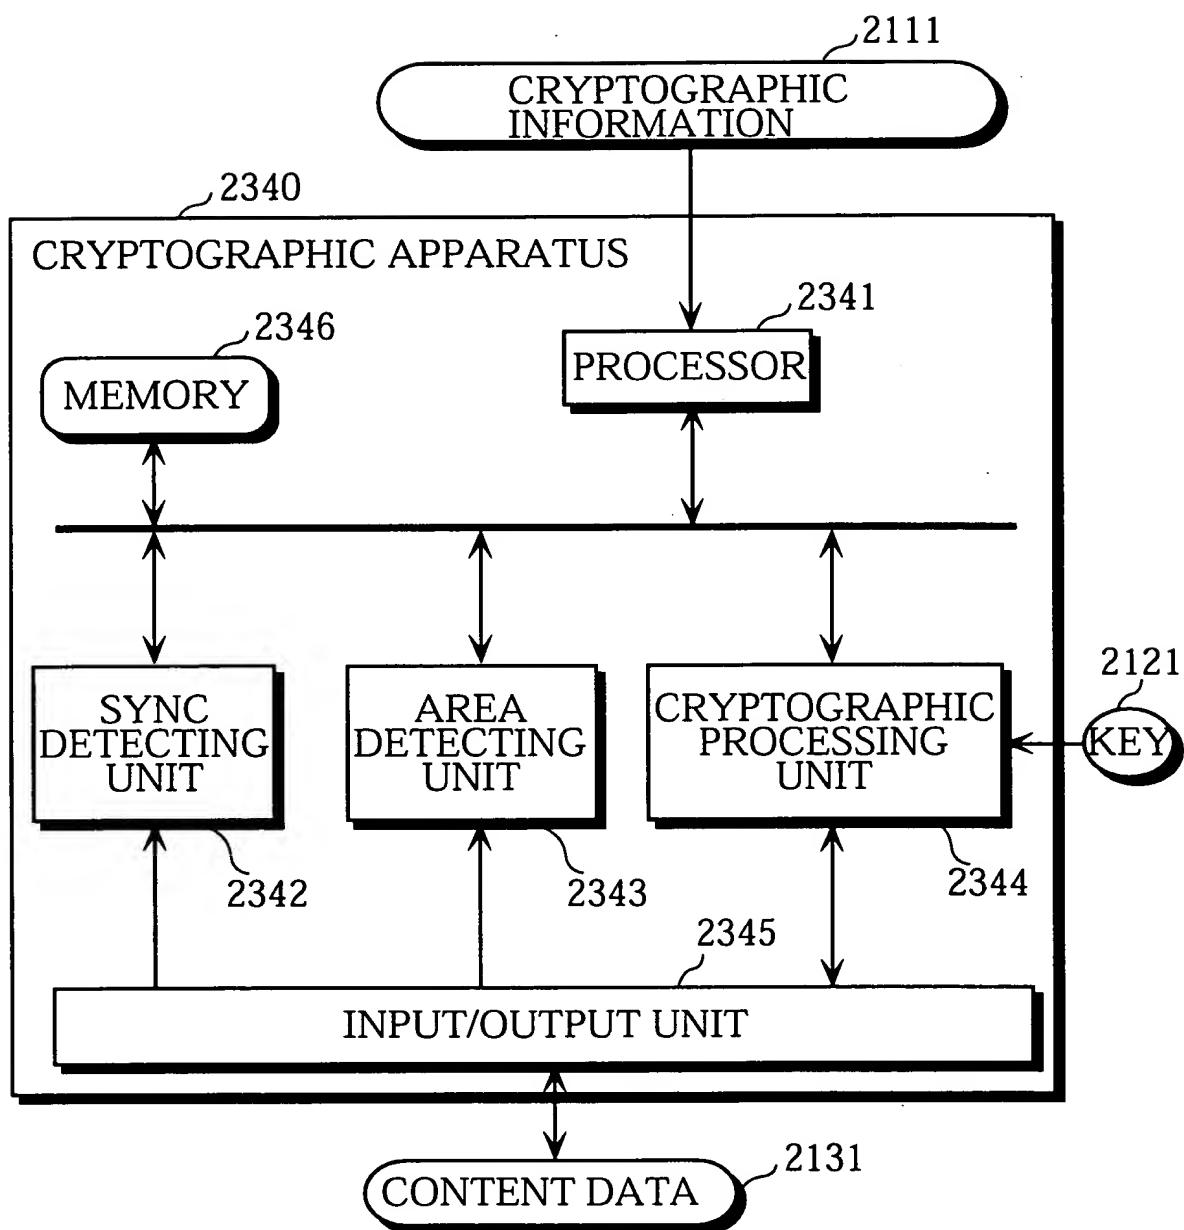 2111
CRYPTOGRAPHIC
INFORMATION
2340
CRYPTOGRAPHIC APPARATUS
2341
2346
PROCESSOR
MEMORY
2121
KEY
SYNC
DETECTING
UNIT
AREA
DETECTING
UNIT
CRYPTOGRAPHIC
PROCESSING
UNIT
2342
2343
2344
2345
INPUT/OUTPUT UNIT
2131
CONTENT DATA